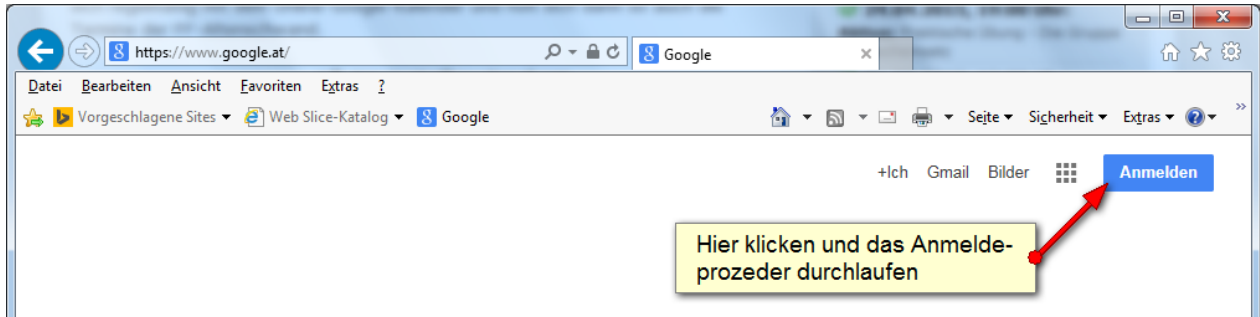 https://www.google.at/
Google
Datei Bearbeiten Ansicht Favoriten Extras ?
Vorgeschlagene Sites Web Slice-Katalog Google
Seite Sicherheit Extras
+Ich Gmail Bilder Anmelden
Hier klicken und das Anmelde-
prozeder durchlaufen